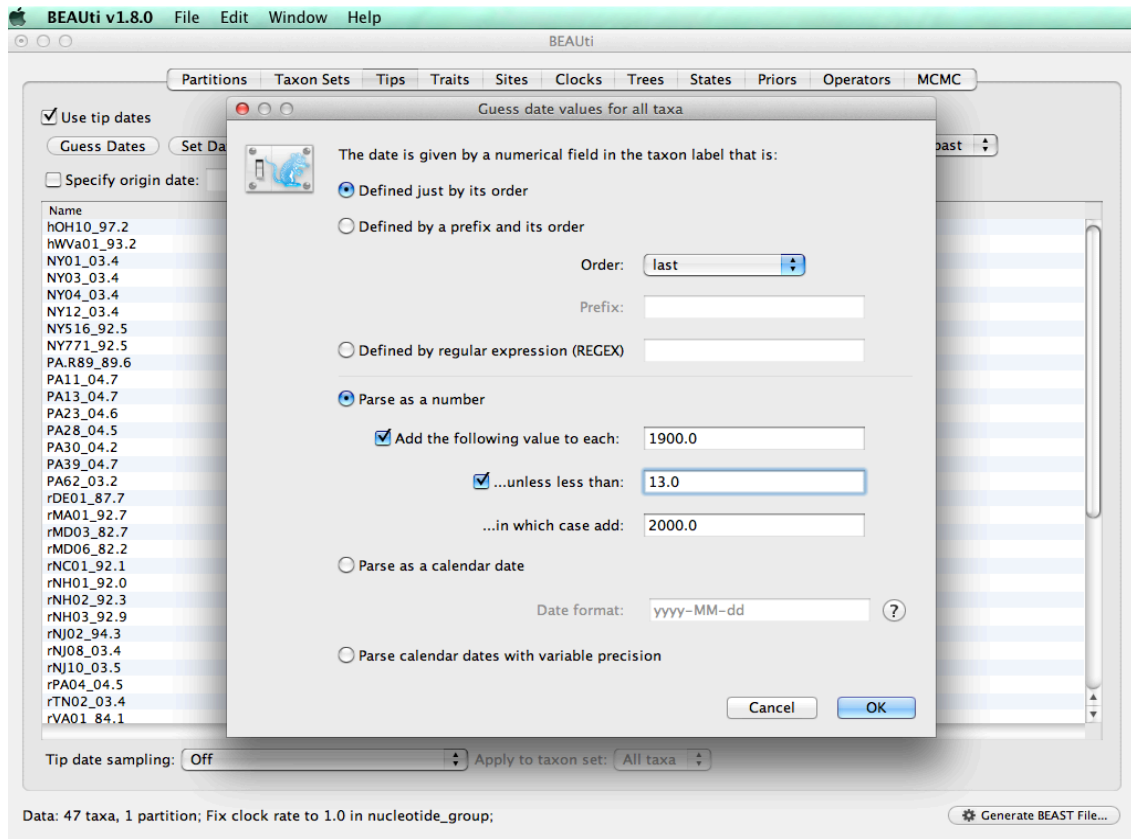 BEAUti v1.8.0 File Edit Window Help
BEAUti
Partitions Taxon Sets Tips Traits Sites Clocks Trees States Priors Operators MCMC
Use tip dates
Guess date values for all taxa
Guess Dates Set Da
The date is given by a numerical field in the taxon label that is:
past
Specify origin date:
Defined just by its order
Name
hOH10_97.2
hWVa01_93.2
NY01_03.4
NY03_03.4
NY04_03.4
NY12_03.4
NY516_92.5
NY771_92.5
PA.R89_89.6
PA11_04.7
PA13_04.7
PA23_04.6
PA28_04.5
PA30_04.2
PA39_04.7
PA62_03.2
rDE01_87.7
rMA01_92.7
rMD03_82.7
rMD06_82.2
rNC01_92.1
rNH01_92.0
rNH02_92.3
rNH03_92.9
rNJ02_94.3
rNJ08_03.4
rNJ10_03.5
rPA04_04.5
rTN02_03.4
rVA01 84.1
Defined by a prefix and its order
Order: last
Prefix:
Defined by regular expression (REGEX)
Parse as a number
Add the following value to each: 1900.0
...unless less than: 13.0
...in which case add: 2000.0
Parse as a calendar date
Date format: yyyy-MM-dd ?
Parse calendar dates with variable precision
Cancel OK
Tip date sampling: Off Apply to taxon set: All taxa
Data: 47 taxa, 1 partition; Fix clock rate to 1.0 in nucleotide_group;
Generate BEAST File...